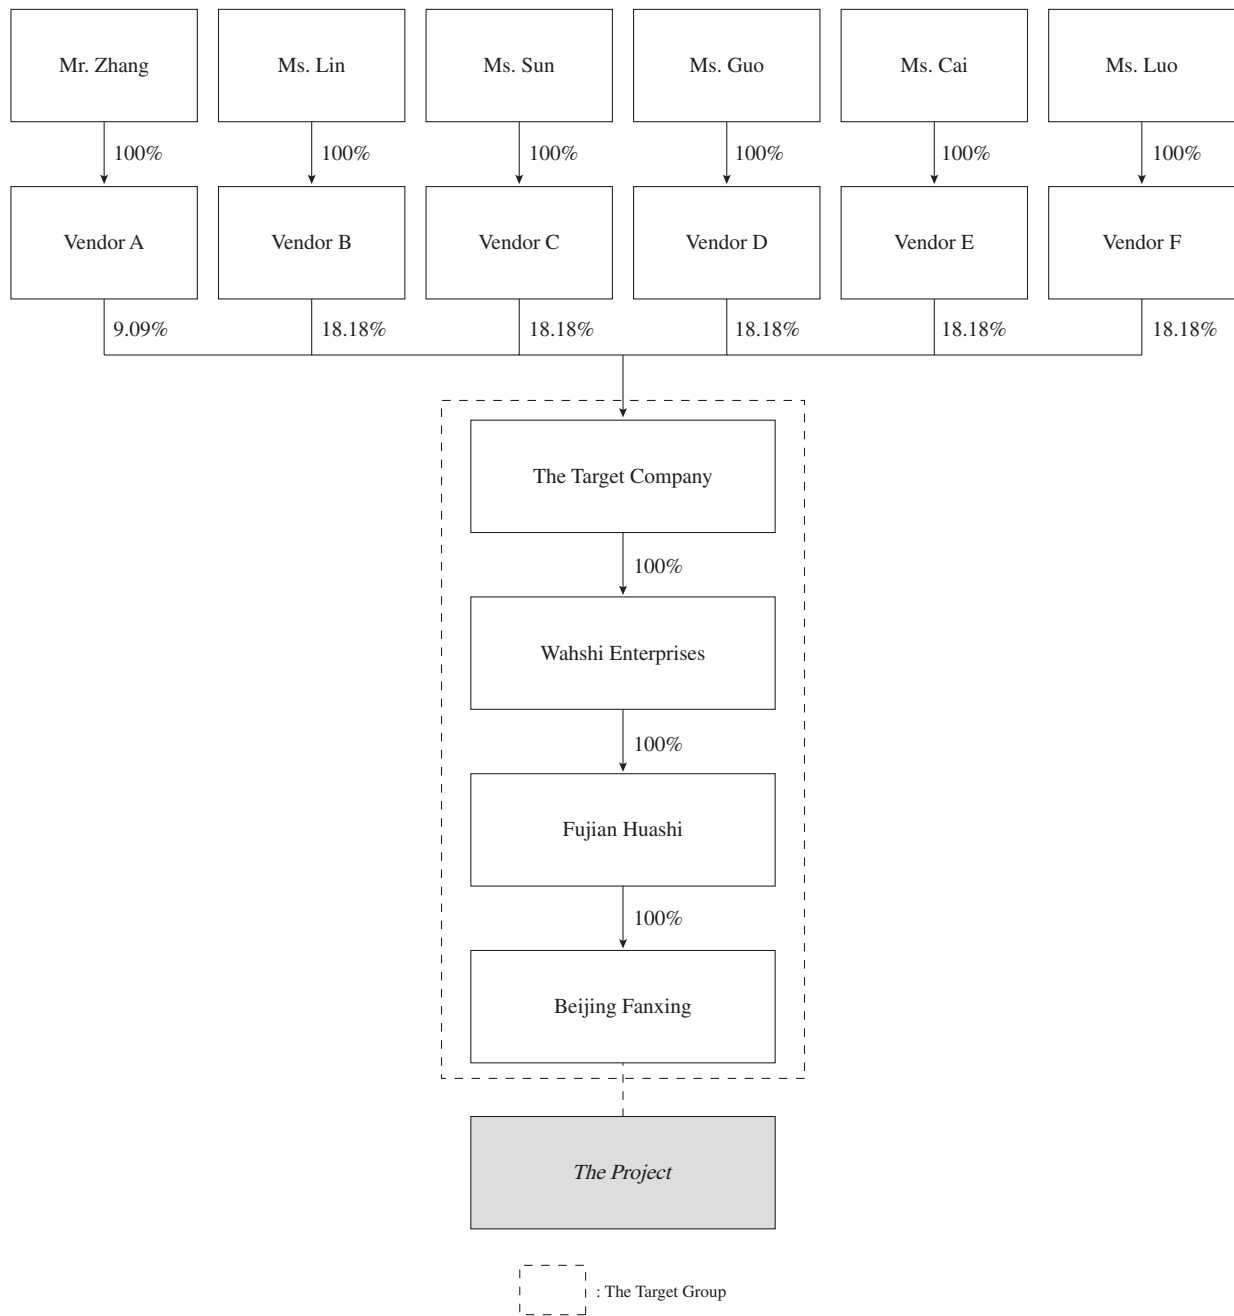 Mr. Zhang
Ms. Lin
Ms. Sun
Ms. Guo
Ms. Cai
Ms. Luo
100%
100%
100%
100%
100%
100%
Vendor A
Vendor B
Vendor C
Vendor D
Vendor E
Vendor F
9.09%
18.18%
18.18%
18.18%
18.18%
18.18%
The Target Company
100%
Wahshi Enterprises
100%
Fujian Huashi
100%
Beijing Fanxing
The Project
: The Target Group